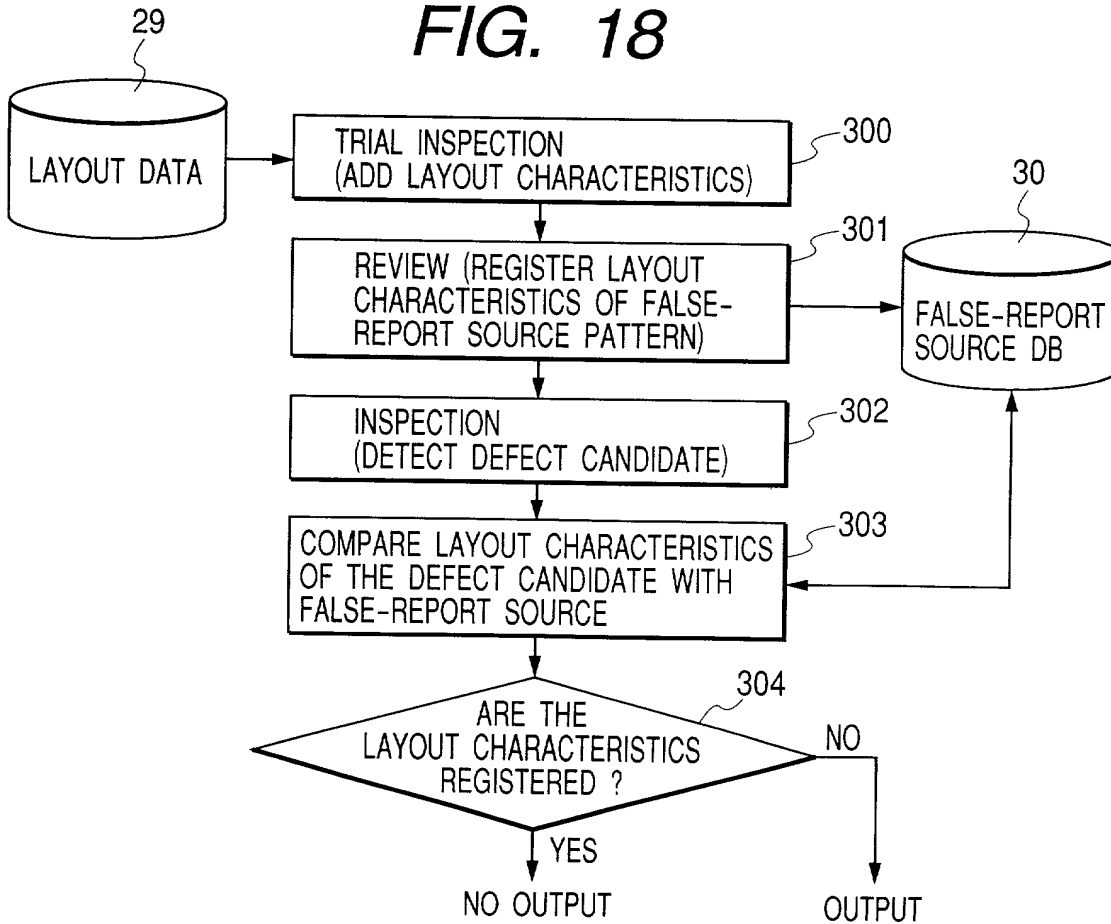 FIG. 18
29
LAYOUT DATA
TRIAL INSPECTION
(ADD LAYOUT CHARACTERISTICS)
300
REVIEW (REGISTER LAYOUT
CHARACTERISTICS OF FALSE-
REPORT SOURCE PATTERN)
301
30
FALSE-REPORT
SOURCE DB
INSPECTION
(DETECT DEFECT CANDIDATE)
302
COMPARE LAYOUT CHARACTERISTICS
OF THE DEFECT CANDIDATE WITH
FALSE-REPORT SOURCE
303
ARE THE
LAYOUT CHARACTERISTICS
REGISTERED ?
304
NO
YES
NO OUTPUT
OUTPUT